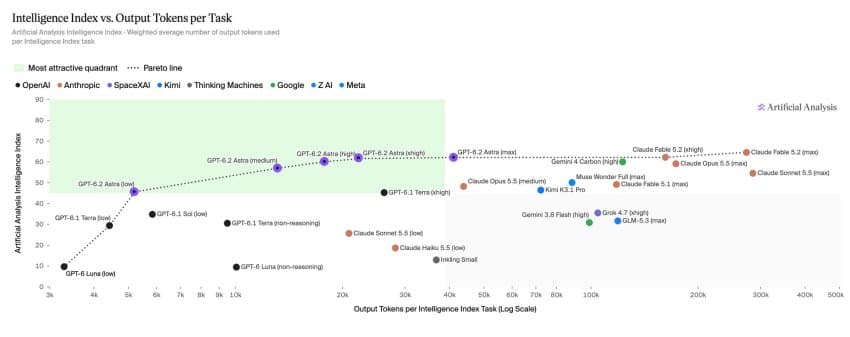 Intelligence Index vs. Output Tokens per Task
Artificial Analysis Intelligence Index · Weighted average number of output tokens used
per Intelligence Index task
Most attractive quadrant
Pareto line
OpenAI
Anthropic
SpaceXAI
Kimi
Thinking Machines
Google
Z AI
Meta
Artificial Analysis
Artificial Analysis Intelligence Index
90
80
70
60
50
40
30
20
10
0
GPT-6.2 Astra (medium)
GPT-6.2 Astra (high)
GPT-6.2 Astra (xhigh)
GPT-6.2 Astra (max)
Claude Fable 5.2 (xhigh)
Claude Fable 5.2 (max)
Gemini 4 Carbon (high)
Claude Opus 5.5 (max)
Claude Sonnet 5.5 (max)
GPT-6.2 Astra (low)
GPT-6.1 Terra (xhigh)
Claude Opus 5.5 (medium)
Muse Wonder Full (max)
Kimi K3.1 Pro
Claude Fable 5.1 (max)
GPT-6.1 Terra (low)
GPT-6.1 Sol (low)
GPT-6.1 Terra (non-reasoning)
Gemini 3.8 Flash (high)
Grok 4.7 (xhigh)
GLM-5.3 (max)
Claude Sonnet 5.5 (low)
Claude Haiku 5.5 (low)
GPT-6 Luna (low)
GPT-6 Luna (non-reasoning)
Inkling Small
3k
4k
5k
6k
7k
8k
9k
10k
20k
30k
40k
50k
60k
70k
80k
100k
200k
300k
400k
500k
Output Tokens per Intelligence Index Task (Log Scale)